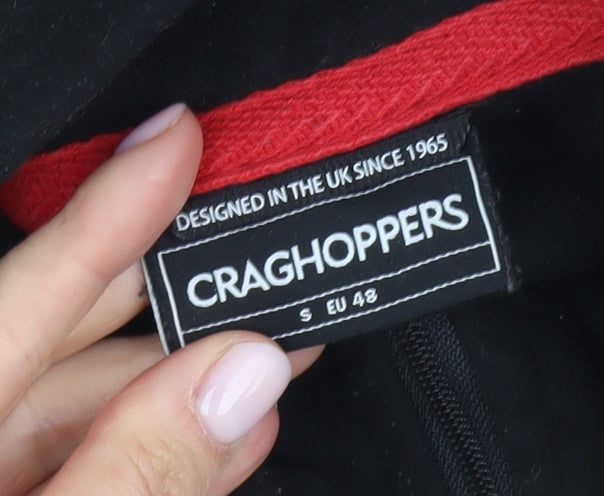 DESIGNED IN THE UK SINCE 1965
CRAGHOPPERS
S EU 48